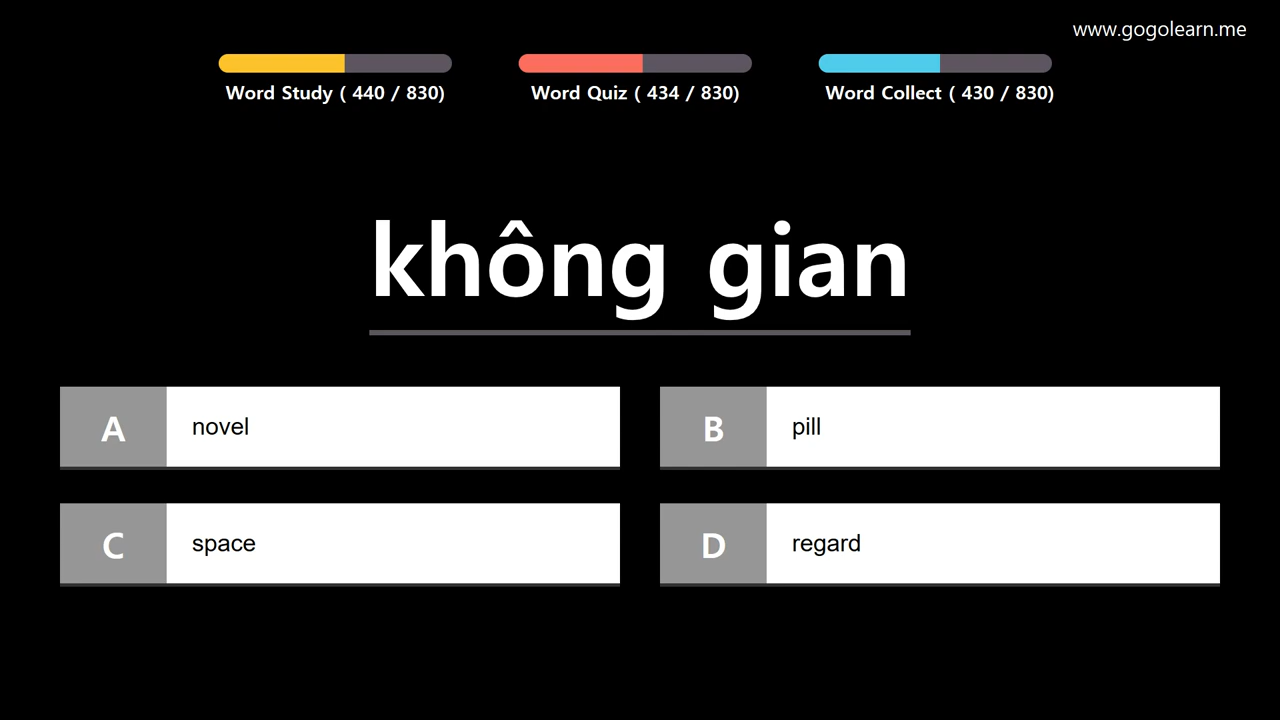 www.gogolearn.me
Word Study ( 440 / 830)
Word Quiz ( 434 / 830)
Word Collect ( 430 / 830)
không gian
A novel
B pill
C space
D regard